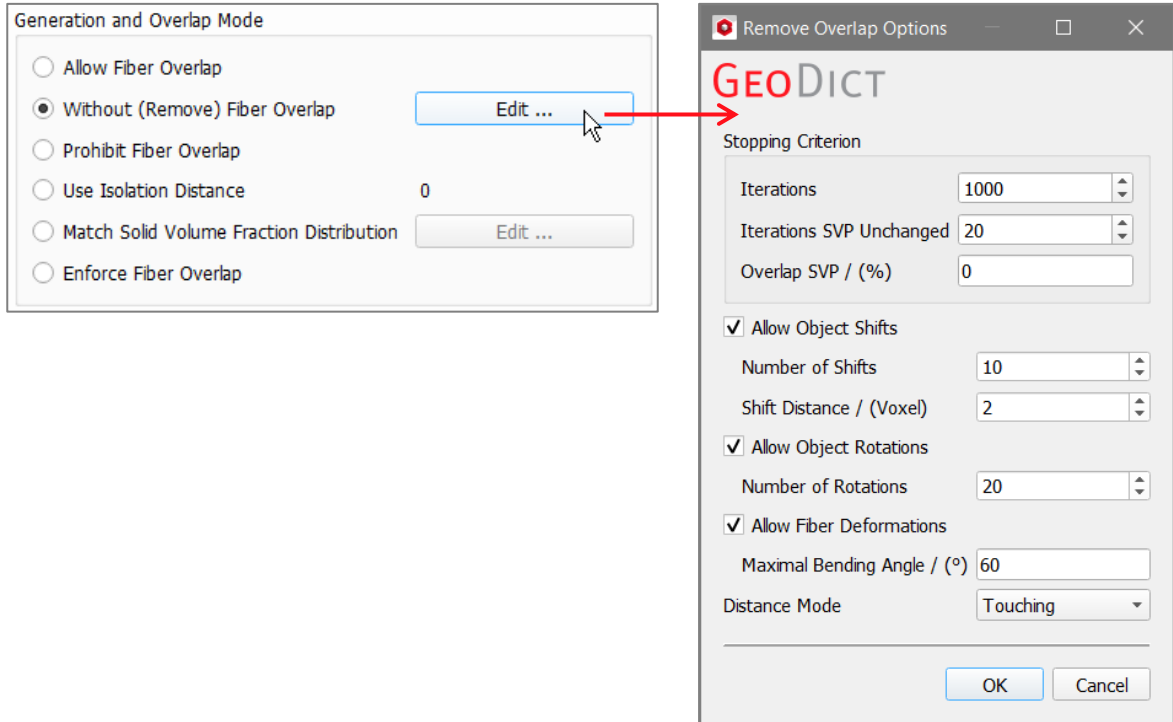 Generation and Overlap Mode
Allow Fiber Overlap
Without (Remove) Fiber Overlap Edit ...
Prohibit Fiber Overlap
Use Isolation Distance 0
Match Solid Volume Fraction Distribution Edit ...
Enforce Fiber Overlap
Remove Overlap Options
GEODICT
Stopping Criterion
Iterations 1000
Iterations SVP Unchanged 20
Overlap SVP / (%) 0
Allow Object Shifts
Number of Shifts 10
Shift Distance / (Voxel) 2
Allow Object Rotations
Number of Rotations 20
Allow Fiber Deformations
Maximal Bending Angle / (º) 60
Distance Mode Touching
OK Cancel